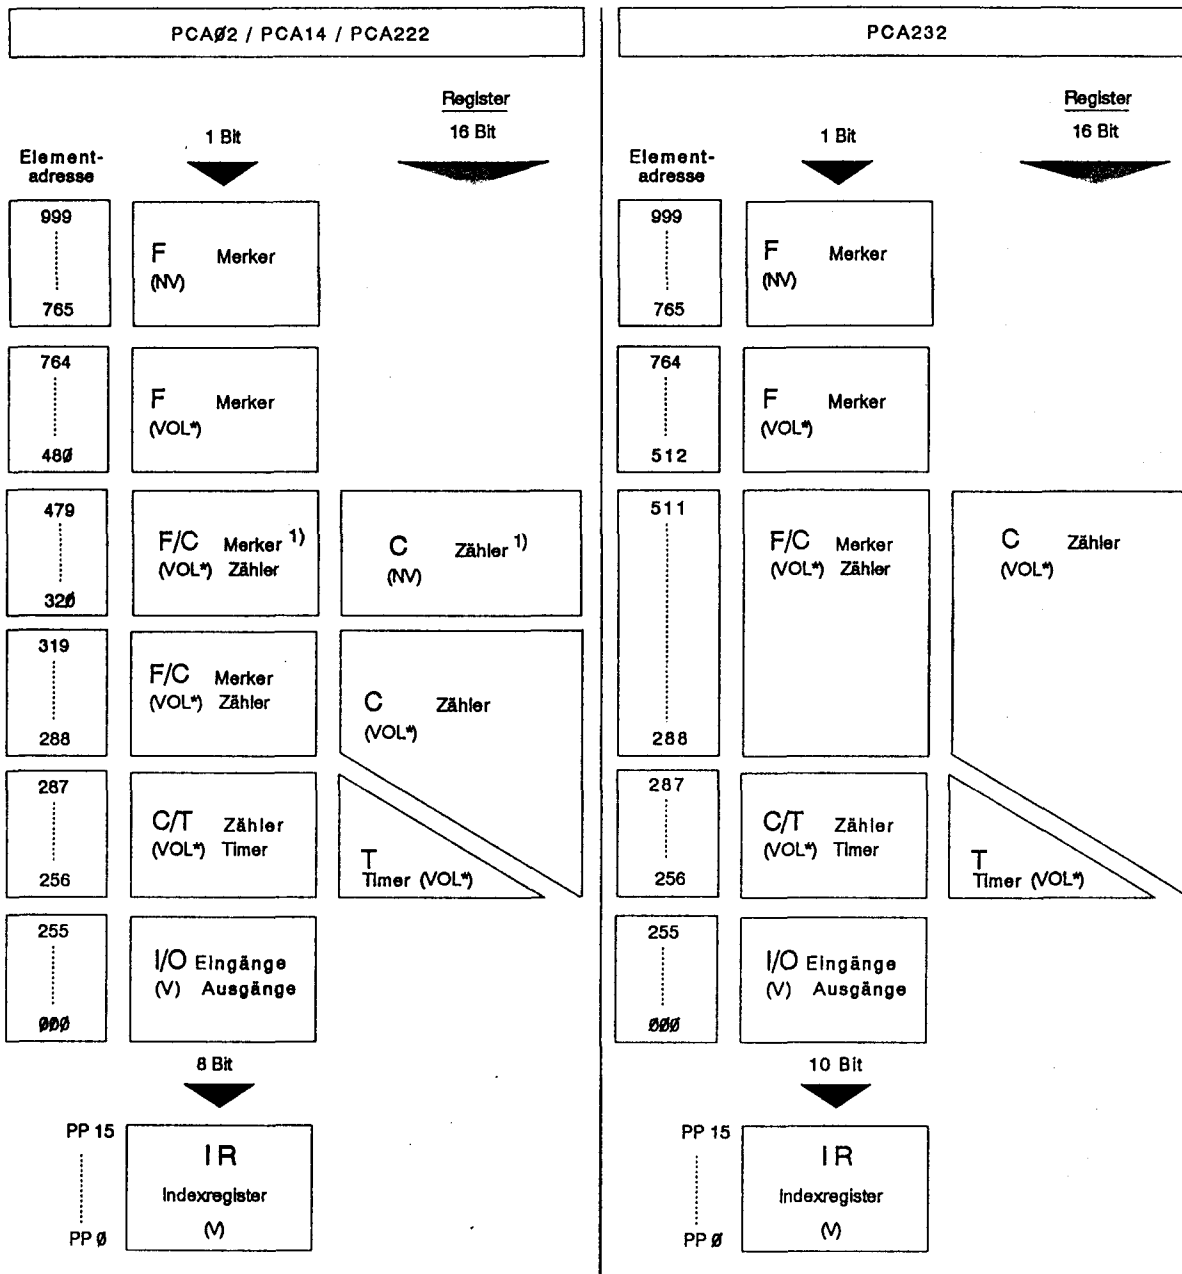 PCAØ2 / PCA14 / PCA222
Register
1 Bit
16 Bit
Element-
adresse
999
765
F Merker
(NV)
764
48Ø
F Merker
(VOL*)
479
32Ø
F/C Merker 1)
(VOL*) Zähler
C Zähler 1)
(NV)
319
288
F/C Merker
(VOL*) Zähler
C Zähler
(VOL*)
287
256
C/T Zähler
(VOL*) Timer
T
Timer (VOL*)
255
ØØØ
I/O Eingänge
(V) Ausgänge
8 Bit
PP 15
PP Ø
IR
Indexregister
(V)
PCA232
Register
1 Bit
16 Bit
Element-
adresse
999
765
F Merker
(NV)
764
512
F Merker
(VOL*)
511
288
F/C Merker
(VOL*) Zähler
C Zähler
(VOL*)
287
256
C/T Zähler
(VOL*) Timer
T
Timer (VOL*)
255
ØØØ
I/O Eingänge
(V) Ausgänge
10 Bit
PP 15
PP Ø
IR
Indexregister
(V)